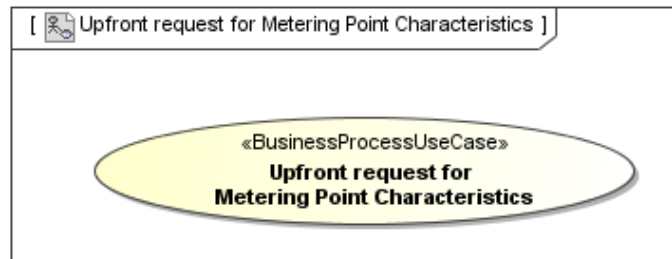 [ Upfront request for Metering Point Characteristics ]
«BusinessProcessUseCase»
Upfront request for
Metering Point Characteristics